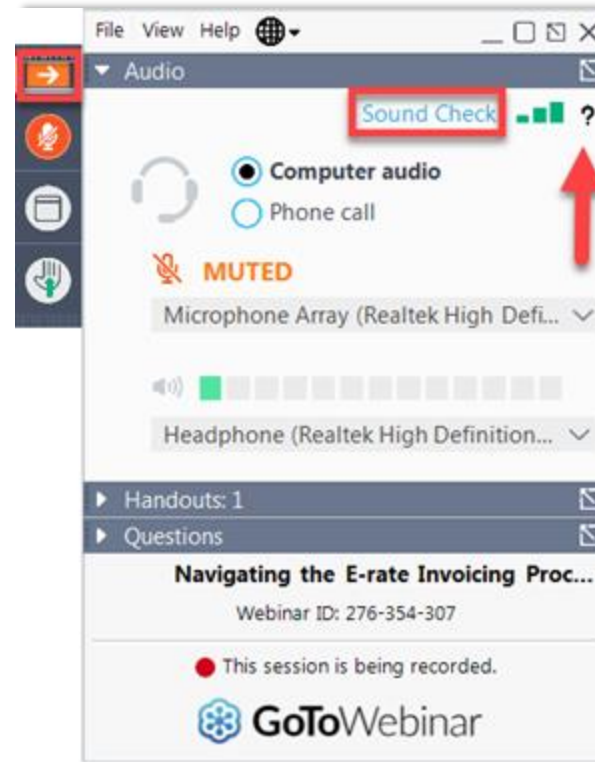 File View Help
Audio
Sound Check ?
Computer audio
Phone call
MUTED
Microphone Array (Realtek High Defi...
Headphone (Realtek High Definition...
Handouts: 1
Questions
Navigating the E-rate Invoicing Proc...
Webinar ID: 276-354-307
This session is being recorded.
GoToWebinar